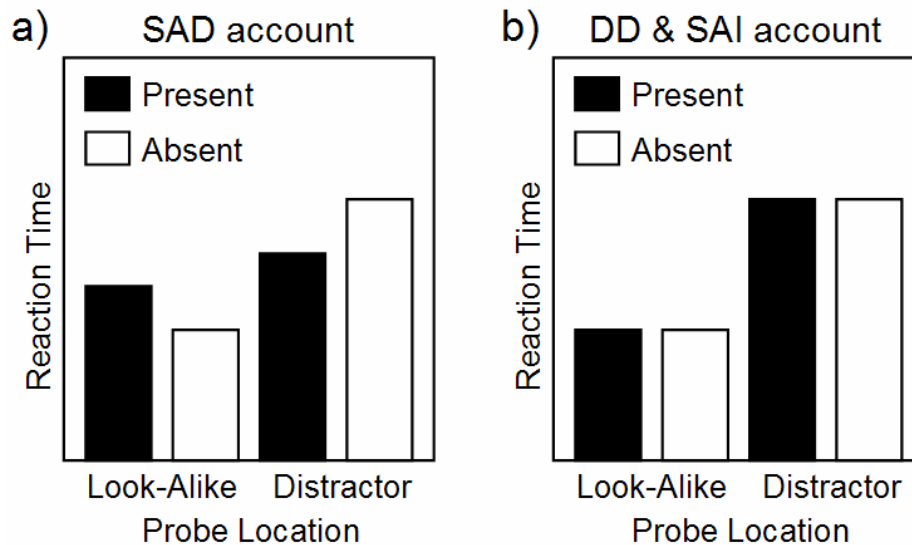 a) SAD account
Present
Absent
Reaction Time
Look-Alike Distractor
Probe Location
b) DD & SAI account
Present
Absent
Reaction Time
Look-Alike Distractor
Probe Location